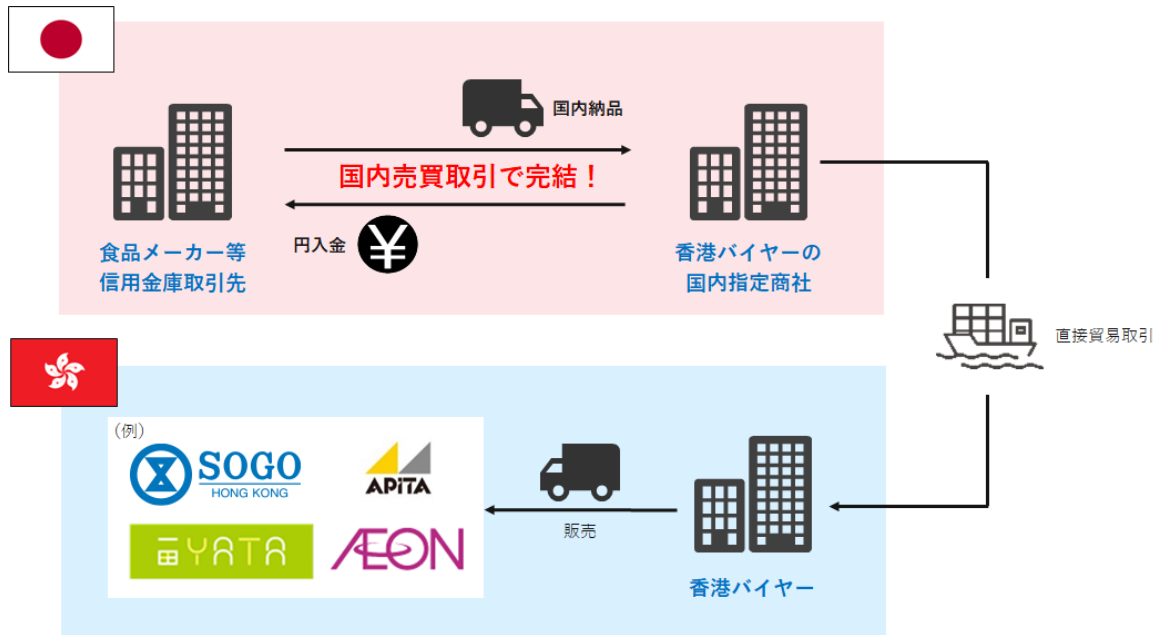 国内納品
国内売買取引で完結！
円入金
¥
食品メーカー等
信用金庫取引先
香港バイヤーの
国内指定商社
直接貿易取引
（例）
SOGO
HONG KONG
APiTA
YATA
ÆON
販売
香港バイヤー